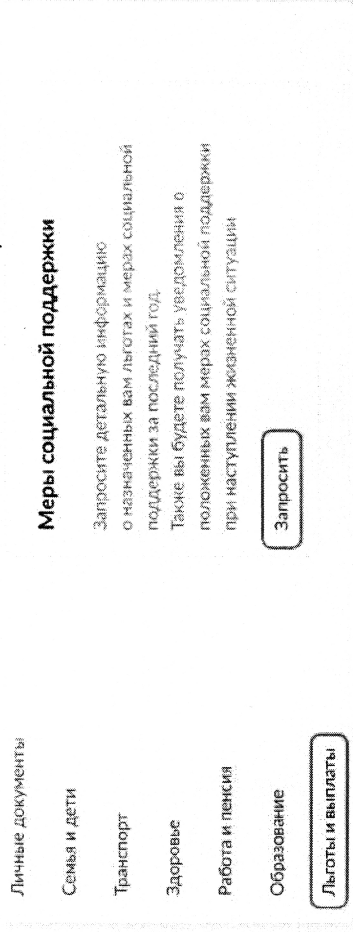 Личные документы
Семья и дети
Транспорт
Здоровье
Работа и пенсия
Образование
Льготы и выплаты
Меры социальной поддержки
Запросите детальную информацию
о назначенных вам льготах и мерах социальной
поддержки за последний год.
Также вы будете получать уведомления о
положенных вам мерах социальной поддержки
при наступлении жизненной ситуации
Запросить